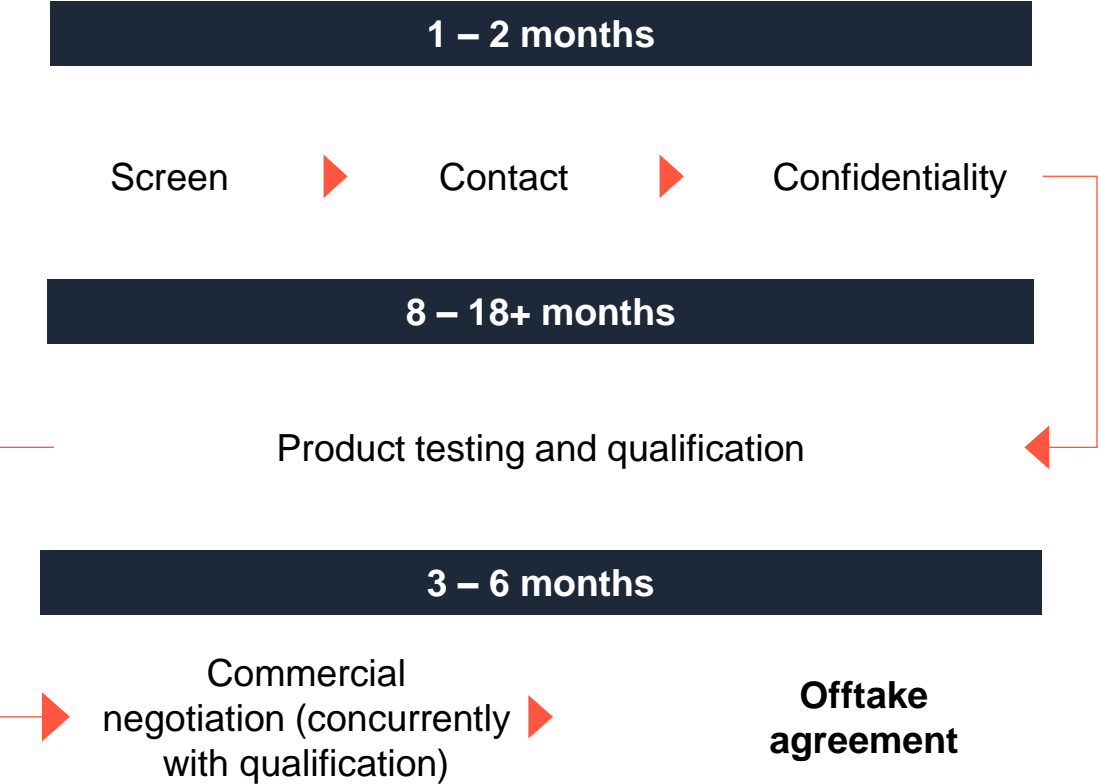 1 – 2 months
Screen
Contact
Confidentiality
8 – 18+ months
Product testing and qualification
3 – 6 months
Commercial
negotiation (concurrently
with qualification)
Offtake
agreement